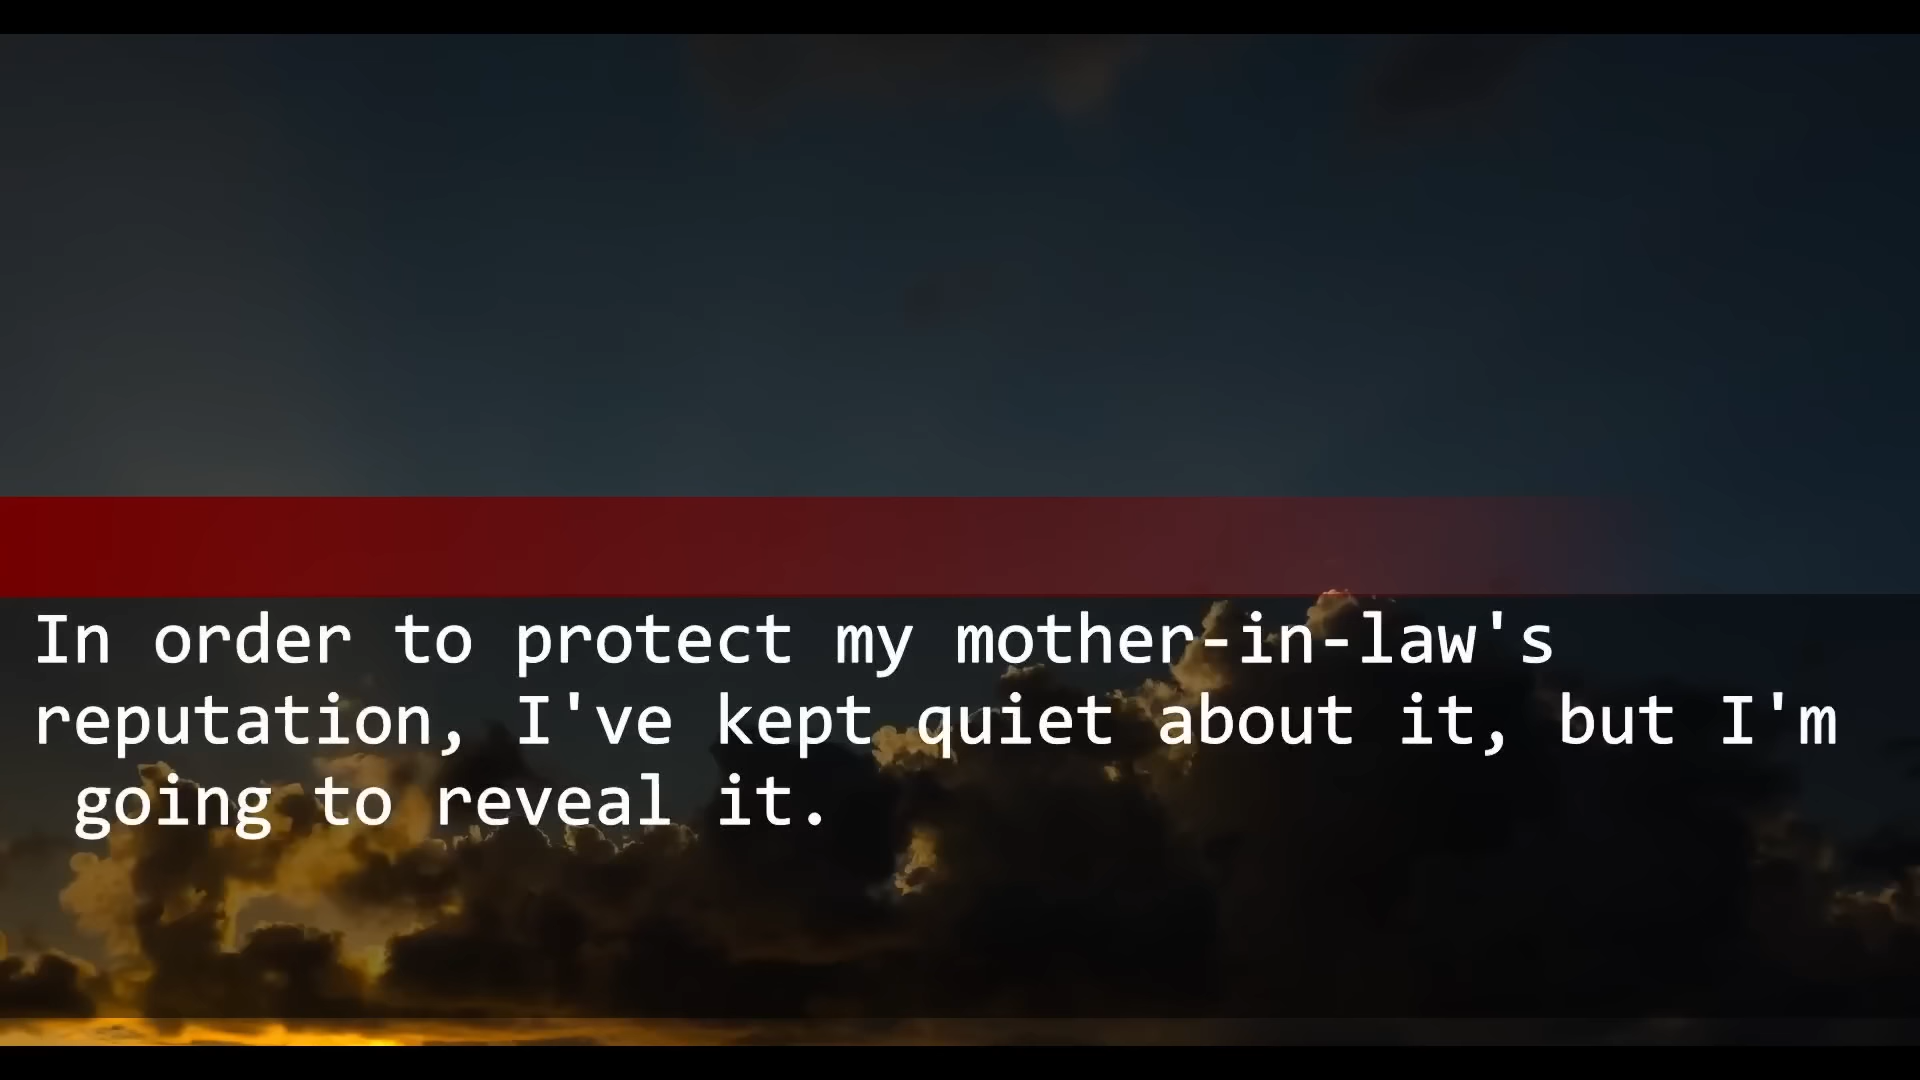 In order to protect my mother-in-law's
reputation, I've kept quiet about it, but I'm
going to reveal it.